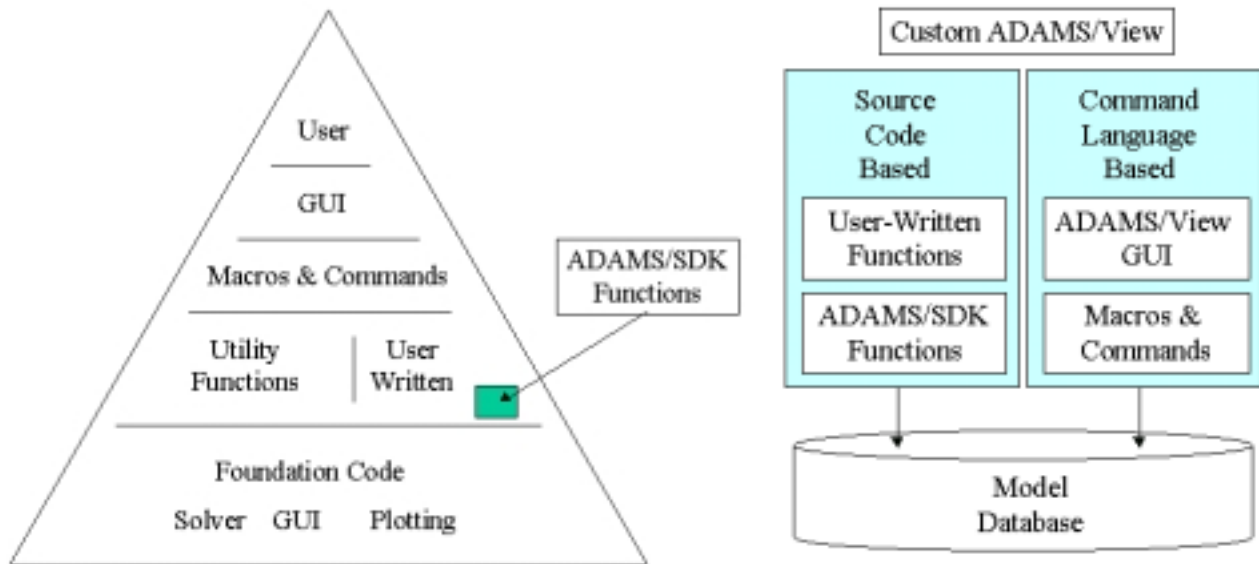 User
GUI
Macros & Commands
Utility
Functions
User
Written
Foundation Code
Solver GUI Plotting
ADAMS/SDK
Functions
Custom ADAMS/View
Source
Code
Based
User-Written
Functions
ADAMS/SDK
Functions
Command
Language
Based
ADAMS/View
GUI
Macros &
Commands
Model
Database